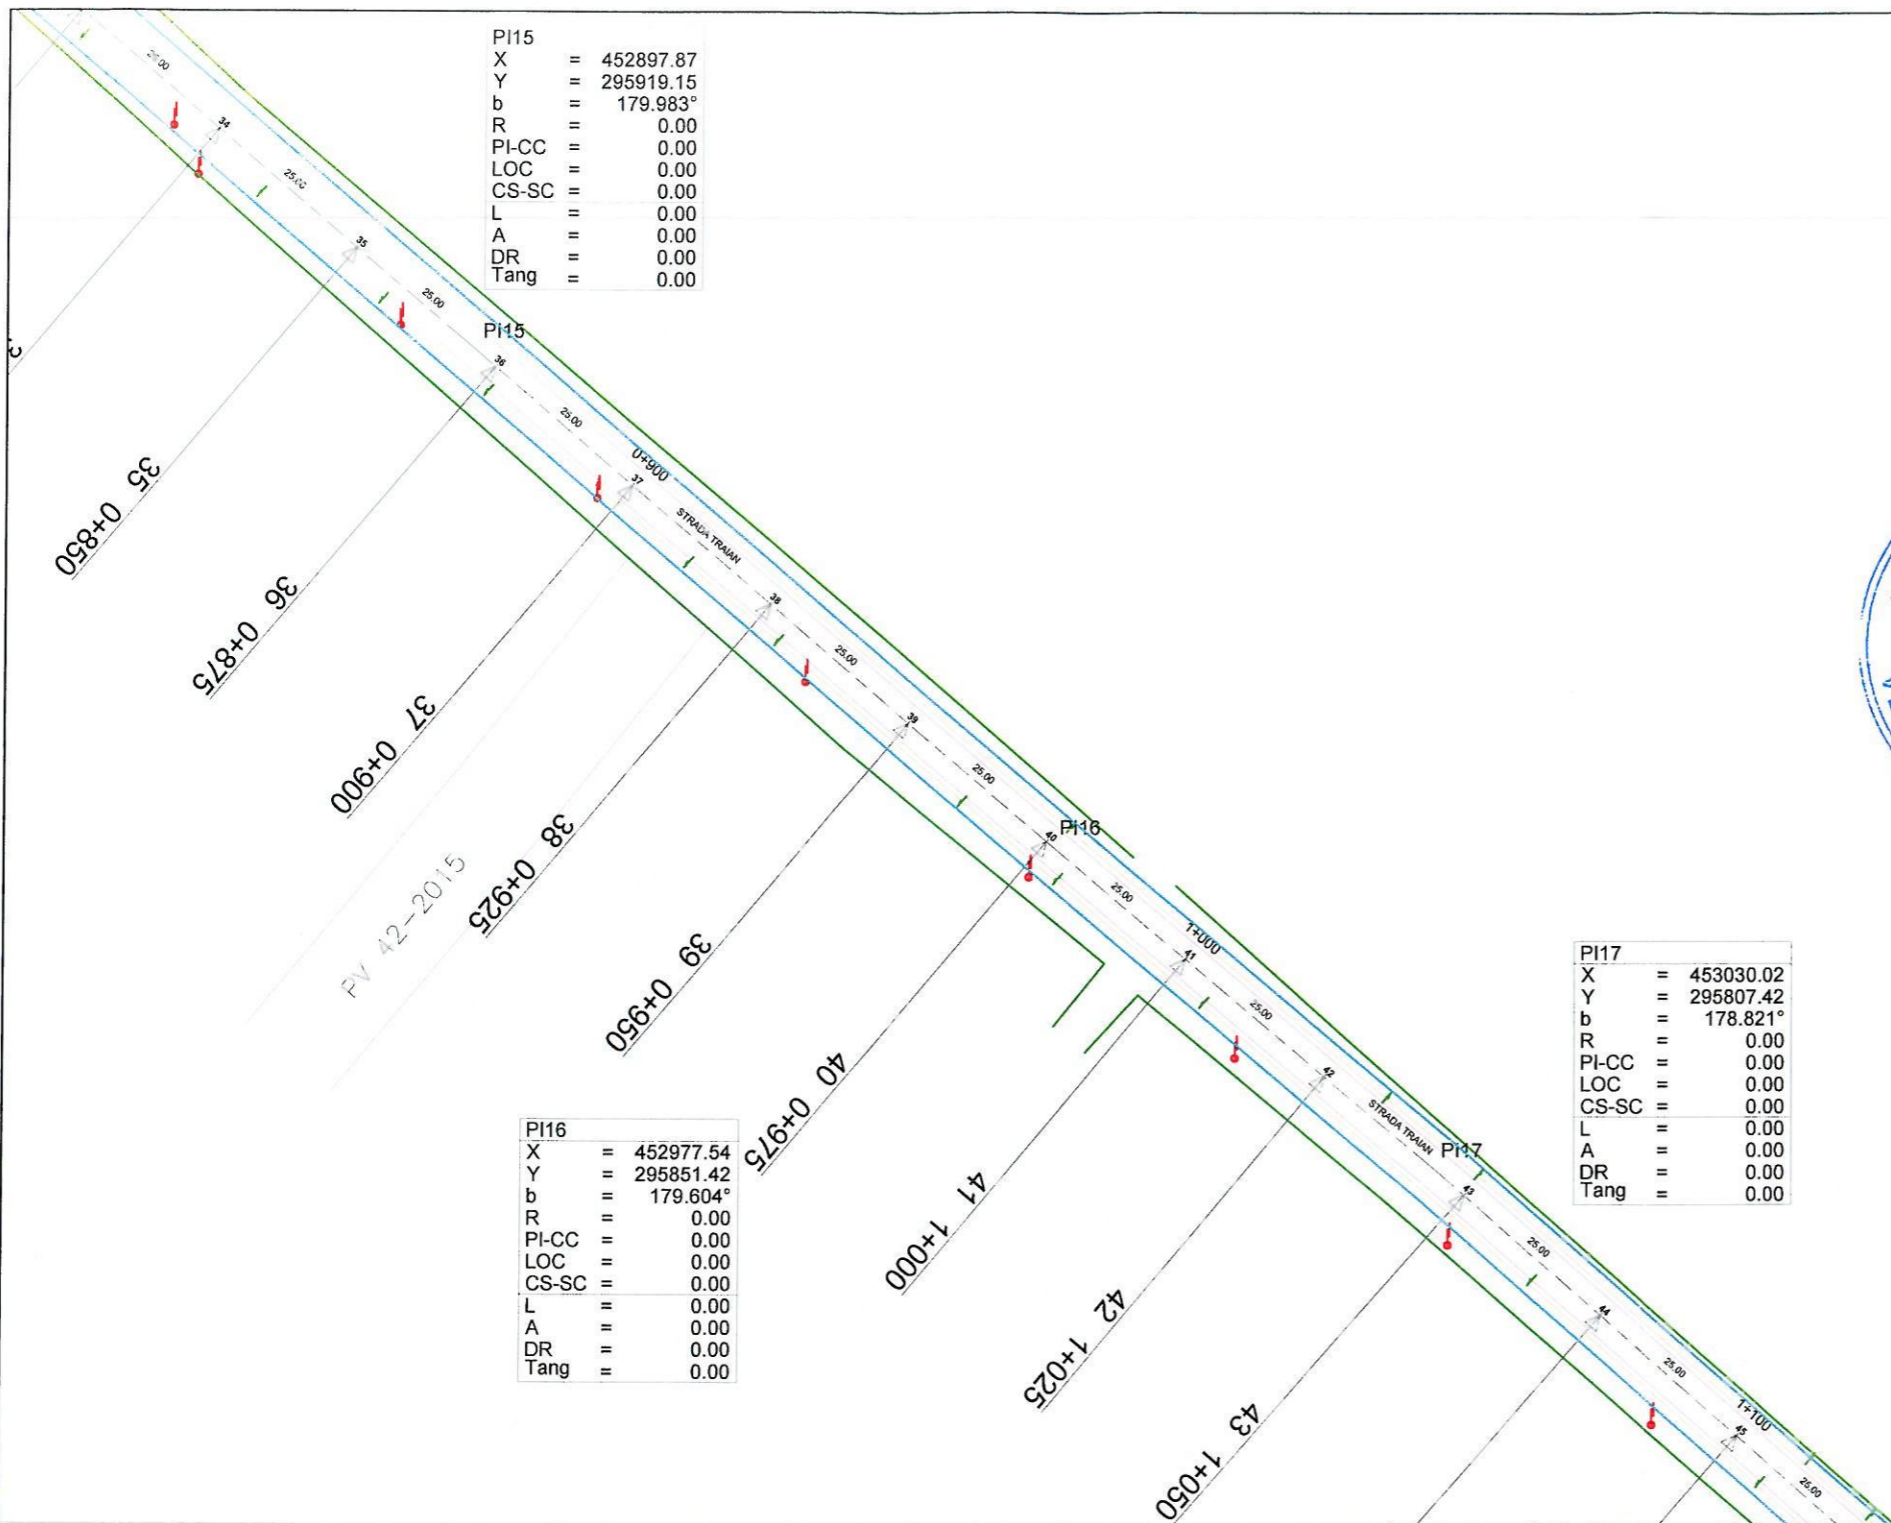 PI15
X = 452897.87
Y = 295919.15
b = 179.983°
R = 0.00
PI-CC = 0.00
LOC = 0.00
CS-SC = 0.00
L = 0.00
A = 0.00
DR = 0.00
Tang = 0.00
34
25.00
35
25.00
PI15
36
25.00
0+900
37
STRADA TRAIAN
38
25.00
39
25.00
40
PI16
25.00
1+000
41
25.00
42
STRADA TRAIAN
PI17
43
25.00
44
25.00
1+100
45
25.00
35 0+850
36 0+875
37 0+900
PV 42-2015
38 0+925
39 0+950
40 0+975
41 1+000
42 1+025
43 1+050
PI17
X = 453030.02
Y = 295807.42
b = 178.821°
R = 0.00
PI-CC = 0.00
LOC = 0.00
CS-SC = 0.00
L = 0.00
A = 0.00
DR = 0.00
Tang = 0.00
PI16
X = 452977.54
Y = 295851.42
b = 179.604°
R = 0.00
PI-CC = 0.00
LOC = 0.00
CS-SC = 0.00
L = 0.00
A = 0.00
DR = 0.00
Tang = 0.00